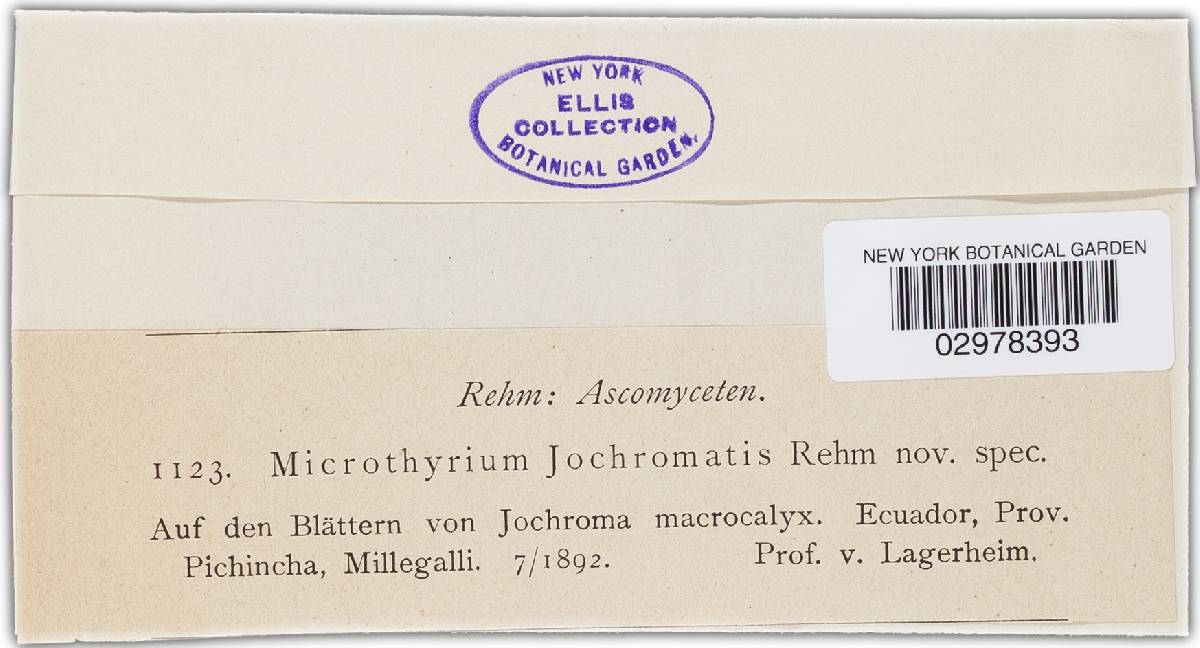 NEW YORK
ELLIS
COLLECTION
BOTANICAL GARDEN.
NEW YORK BOTANICAL GARDEN
02978393
Rehm: Ascomyceten.
1123. Microthyrium Jochromatis Rehm nov. spec.
Auf den Blättern von Jochroma macrocalyx. Ecuador, Prov.
Pichincha, Millegalli. 7/1892. Prof. v. Lagerheim.